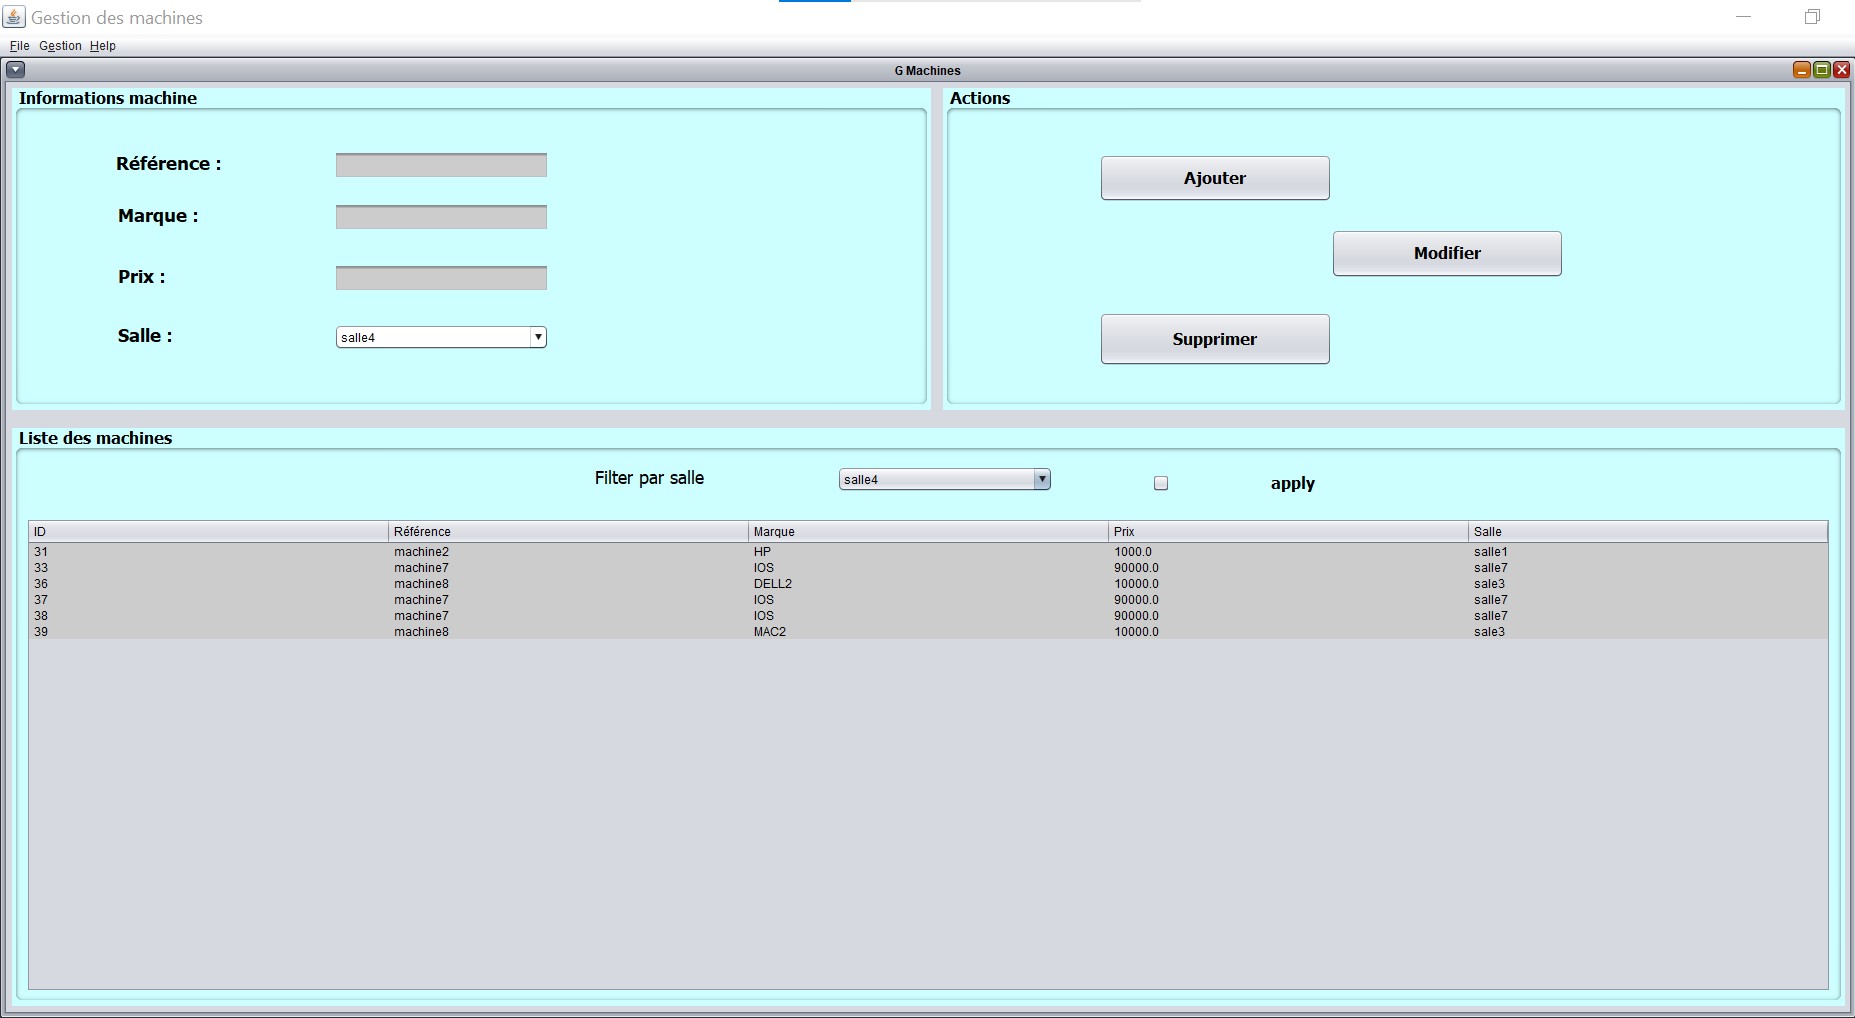 Gestion des machines
File Gestion Help
G Machines
Informations machine
Actions
Référence :
Ajouter
Marque :
Modifier
Prix :
Salle :
salle4
Supprimer
Liste des machines
Filter par salle
salle4
apply
ID Référence Marque Prix Salle
31 machine2 HP 1000.0 salle1
33 machine7 IOS 90000.0 salle7
36 machine8 DELL2 10000.0 sale3
37 machine7 IOS 90000.0 salle7
38 machine7 IOS 90000.0 salle7
39 machine8 MAC2 10000.0 sale3